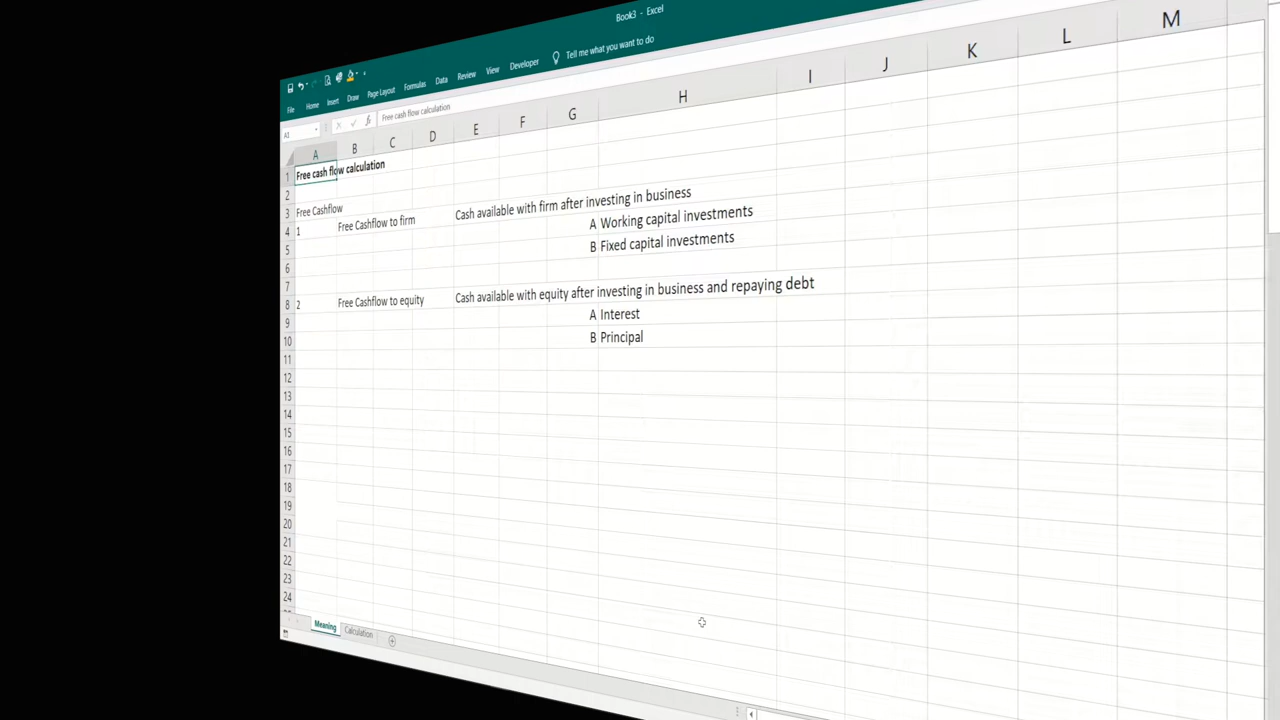 Book3 - Excel
File Home Insert Draw Page Layout Formulas Data Review View Developer Tell me what you want to do
A1 fx Free cash flow calculation
A B C D E F G H I J K L M
1 Free cash flow calculation
2
3 Free Cashflow
4 1 Free Cashflow to firm Cash available with firm after investing in business
A Working capital investments
5 B Fixed capital investments
6
7
8 2 Free Cashflow to equity Cash available with equity after investing in business and repaying debt
9 A Interest
10 B Principal
11
12
13
14
15
16
17
18
19
20
21
22
23
24
Meaning Calculation